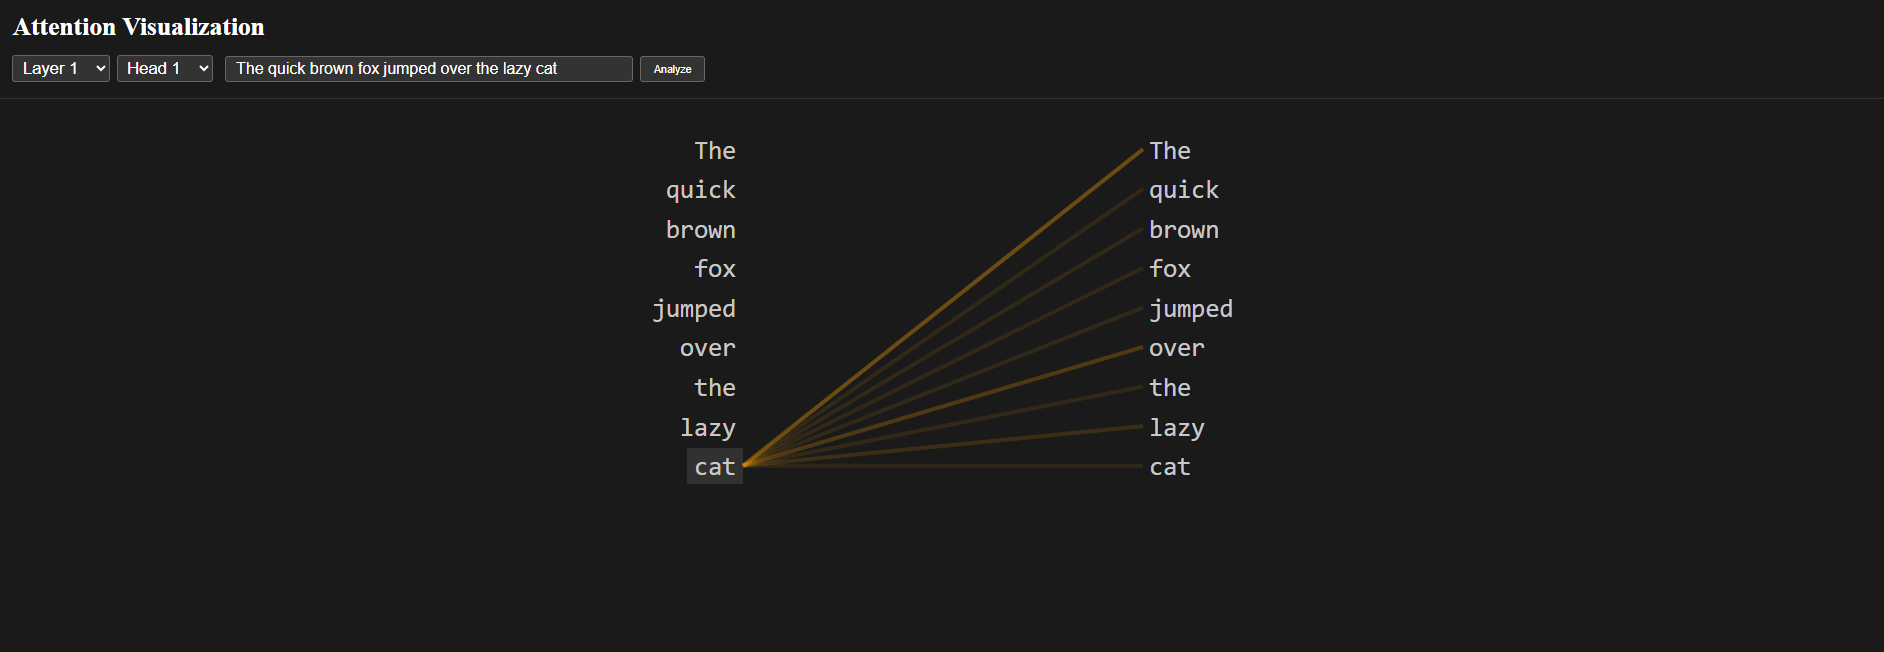 Attention Visualization
Layer 1 Head 1 The quick brown fox jumped over the lazy cat Analyze
The The
quick quick
brown brown
fox fox
jumped jumped
over over
the the
lazy lazy
cat cat